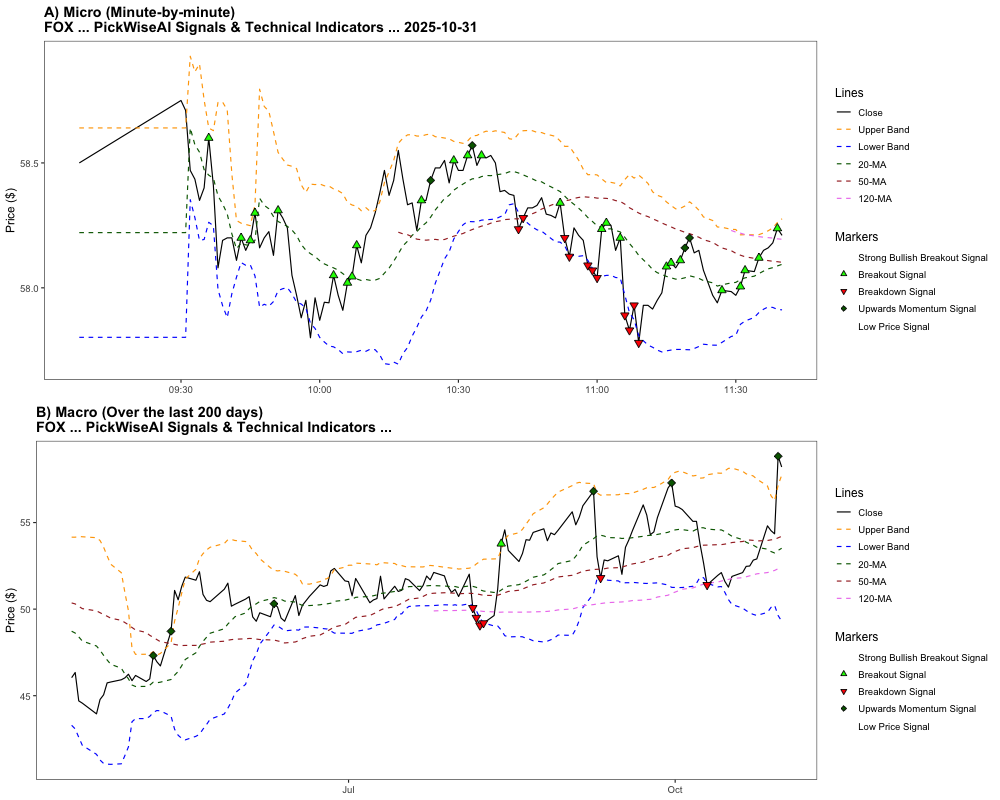 A) Micro (Minute-by-minute)
FOX ... PickWiseAI Signals & Technical Indicators ... 2025-10-31
Price ($)
58.5
58.0
09:30
10:00
10:30
11:00
11:30
Lines
Close
Upper Band
Lower Band
20-MA
50-MA
120-MA
Markers
Strong Bullish Breakout Signal
Breakout Signal
Breakdown Signal
Upwards Momentum Signal
Low Price Signal
B) Macro (Over the last 200 days)
FOX ... PickWiseAI Signals & Technical Indicators ...
Price ($)
55
50
45
Jul
Oct
Lines
Close
Upper Band
Lower Band
20-MA
50-MA
120-MA
Markers
Strong Bullish Breakout Signal
Breakout Signal
Breakdown Signal
Upwards Momentum Signal
Low Price Signal